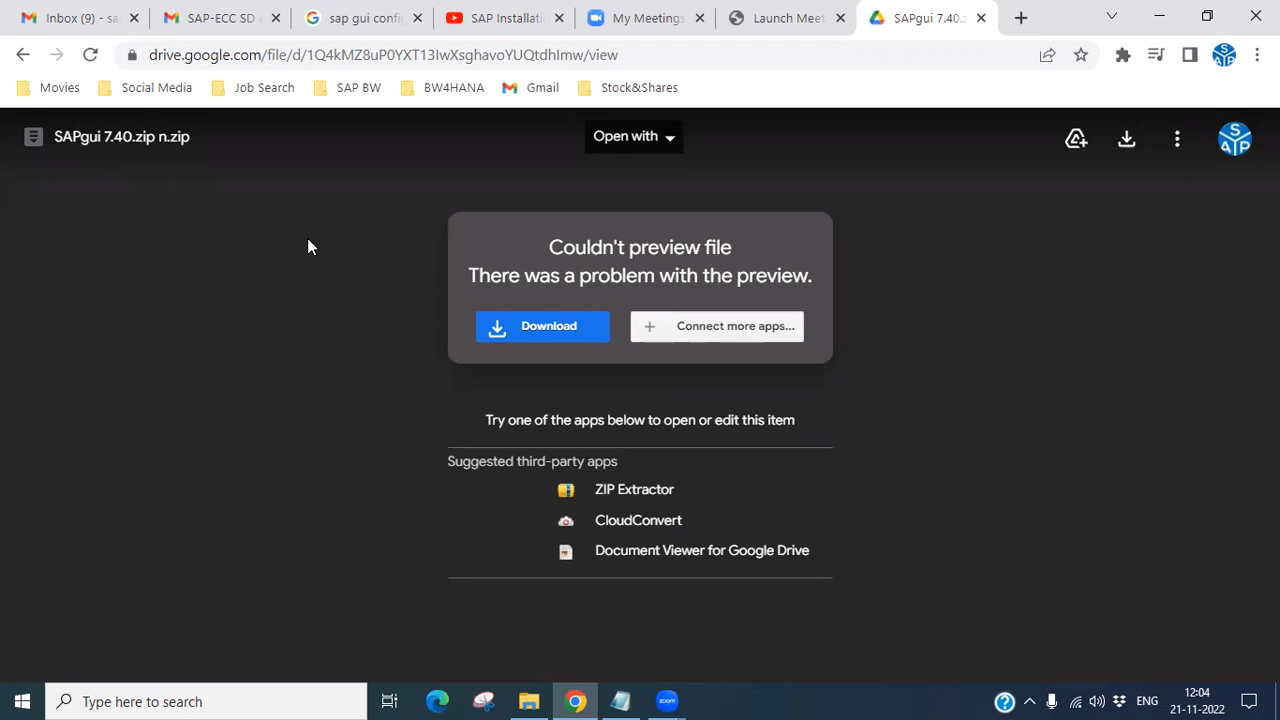 Inbox (9) - sa
SAP-ECC SD a
sap gui config
SAP Installatio
My Meetings
Launch Meet
SAPgui 7.40.z
drive.google.com/file/d/1Q4kMZ8uP0YXT13IwXsghavoYUQtdhImw/view
Movies
Social Media
Job Search
SAP BW
BW4HANA
Gmail
Stock&Shares
SAPgui 7.40.zip n.zip
Open with
SAP
Couldn't preview file
There was a problem with the preview.
Download
Connect more apps...
Try one of the apps below to open or edit this item
Suggested third-party apps
ZIP Extractor
CloudConvert
Document Viewer for Google Drive
Type here to search
zoom
ENG
12:04
21-11-2022